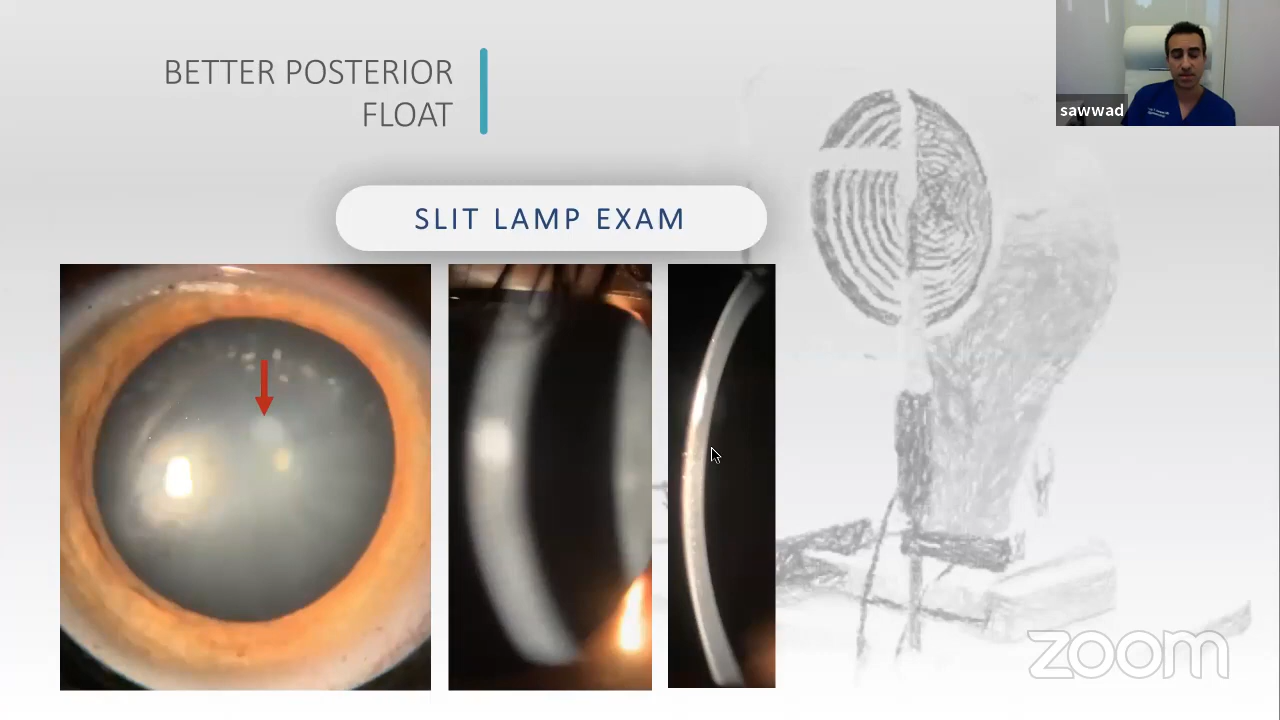 BETTER POSTERIOR
FLOAT
sawwad
SLIT LAMP EXAM
zoom